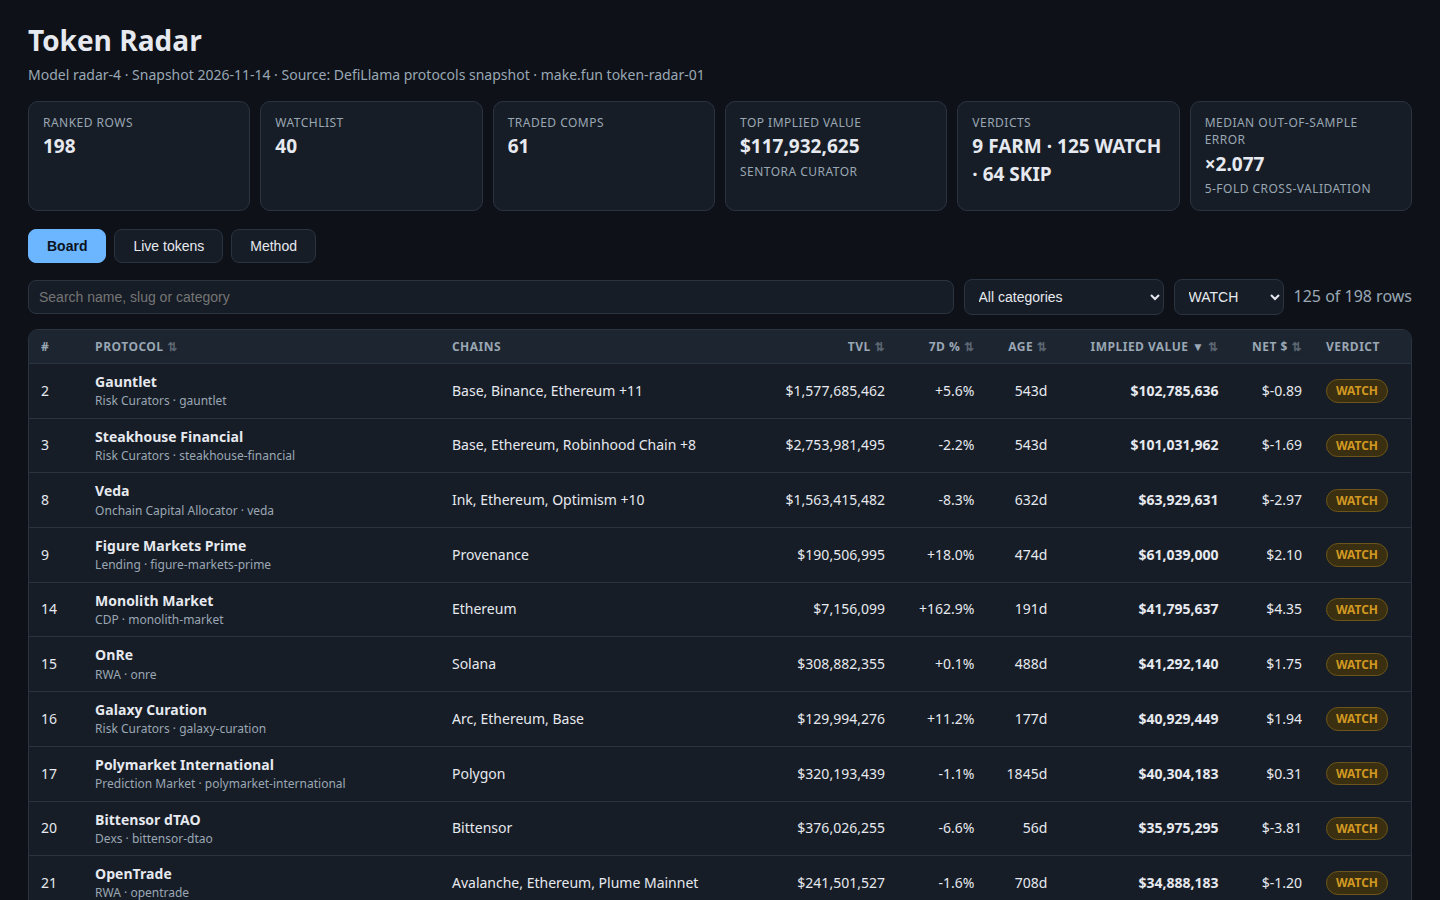 Token Radar
Model radar-4 · Snapshot 2026-11-14 · Source: DefiLlama protocols snapshot · make.fun token-radar-01
RANKED ROWS
198
WATCHLIST
40
TRADED COMPS
61
TOP IMPLIED VALUE
$117,932,625
SENTORA CURATOR
VERDICTS
9 FARM · 125 WATCH
· 64 SKIP
MEDIAN OUT-OF-SAMPLE
ERROR
×2.077
5-FOLD CROSS-VALIDATION
Board Live tokens Method
Search name, slug or category All categories WATCH 125 of 198 rows
# PROTOCOL ⇅ CHAINS TVL ⇅ 7D % ⇅ AGE ⇅ IMPLIED VALUE ▼ ⇅ NET $ ⇅ VERDICT
2 Gauntlet Base, Binance, Ethereum +11 $1,577,685,462 +5.6% 543d $102,785,636 $-0.89 WATCH
Risk Curators · gauntlet
3 Steakhouse Financial Base, Ethereum, Robinhood Chain +8 $2,753,981,495 -2.2% 543d $101,031,962 $-1.69 WATCH
Risk Curators · steakhouse-financial
8 Veda Ink, Ethereum, Optimism +10 $1,563,415,482 -8.3% 632d $63,929,631 $-2.97 WATCH
Onchain Capital Allocator · veda
9 Figure Markets Prime Provenance $190,506,995 +18.0% 474d $61,039,000 $2.10 WATCH
Lending · figure-markets-prime
14 Monolith Market Ethereum $7,156,099 +162.9% 191d $41,795,637 $4.35 WATCH
CDP · monolith-market
15 OnRe Solana $308,882,355 +0.1% 488d $41,292,140 $1.75 WATCH
RWA · onre
16 Galaxy Curation Arc, Ethereum, Base $129,994,276 +11.2% 177d $40,929,449 $1.94 WATCH
Risk Curators · galaxy-curation
17 Polymarket International Polygon $320,193,439 -1.1% 1845d $40,304,183 $0.31 WATCH
Prediction Market · polymarket-international
20 Bittensor dTAO Bittensor $376,026,255 -6.6% 56d $35,975,295 $-3.81 WATCH
Dexs · bittensor-dtao
21 OpenTrade Avalanche, Ethereum, Plume Mainnet $241,501,527 -1.6% 708d $34,888,183 $-1.20 WATCH
RWA · opentrade